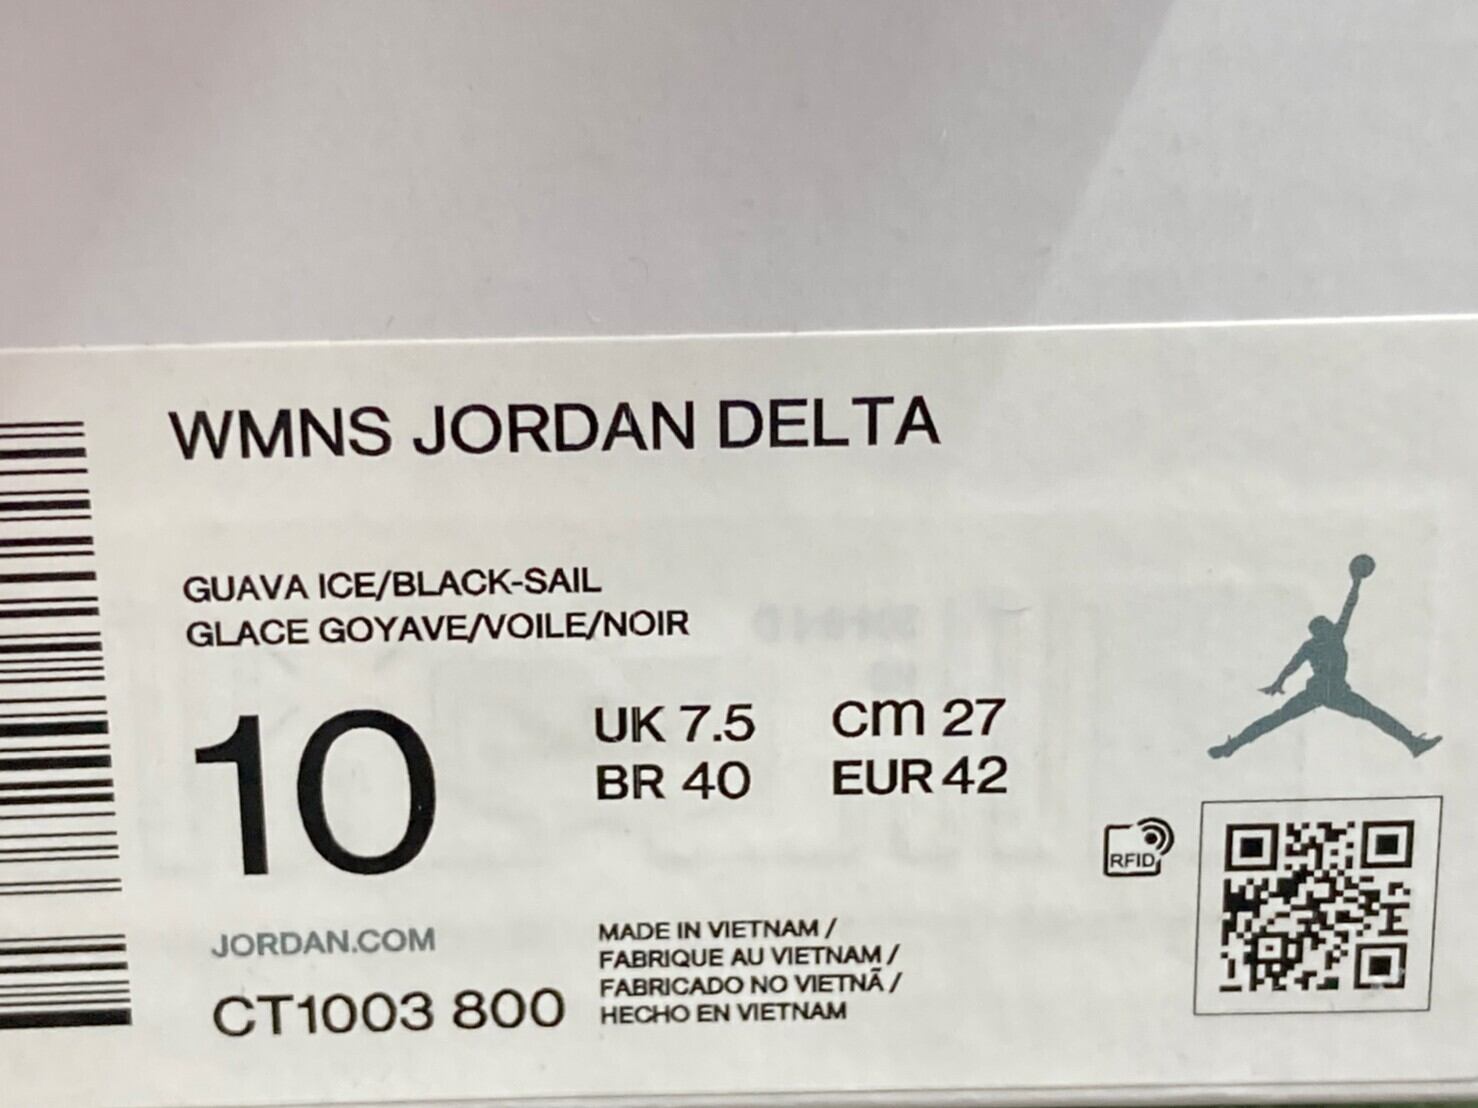 WMNS JORDAN DELTA
GUAVA ICE/BLACK-SAIL
GLACE GOYAVE/VOILE/NOIR
10
UK 7.5
cm 27
BR 40
EUR 42
RFID
JORDAN.COM
CT1003 800
MADE IN VIETNAM /
FABRIQUE AU VIETNAM /
FABRICADO NO VIETNÃ /
HECHO EN VIETNAM